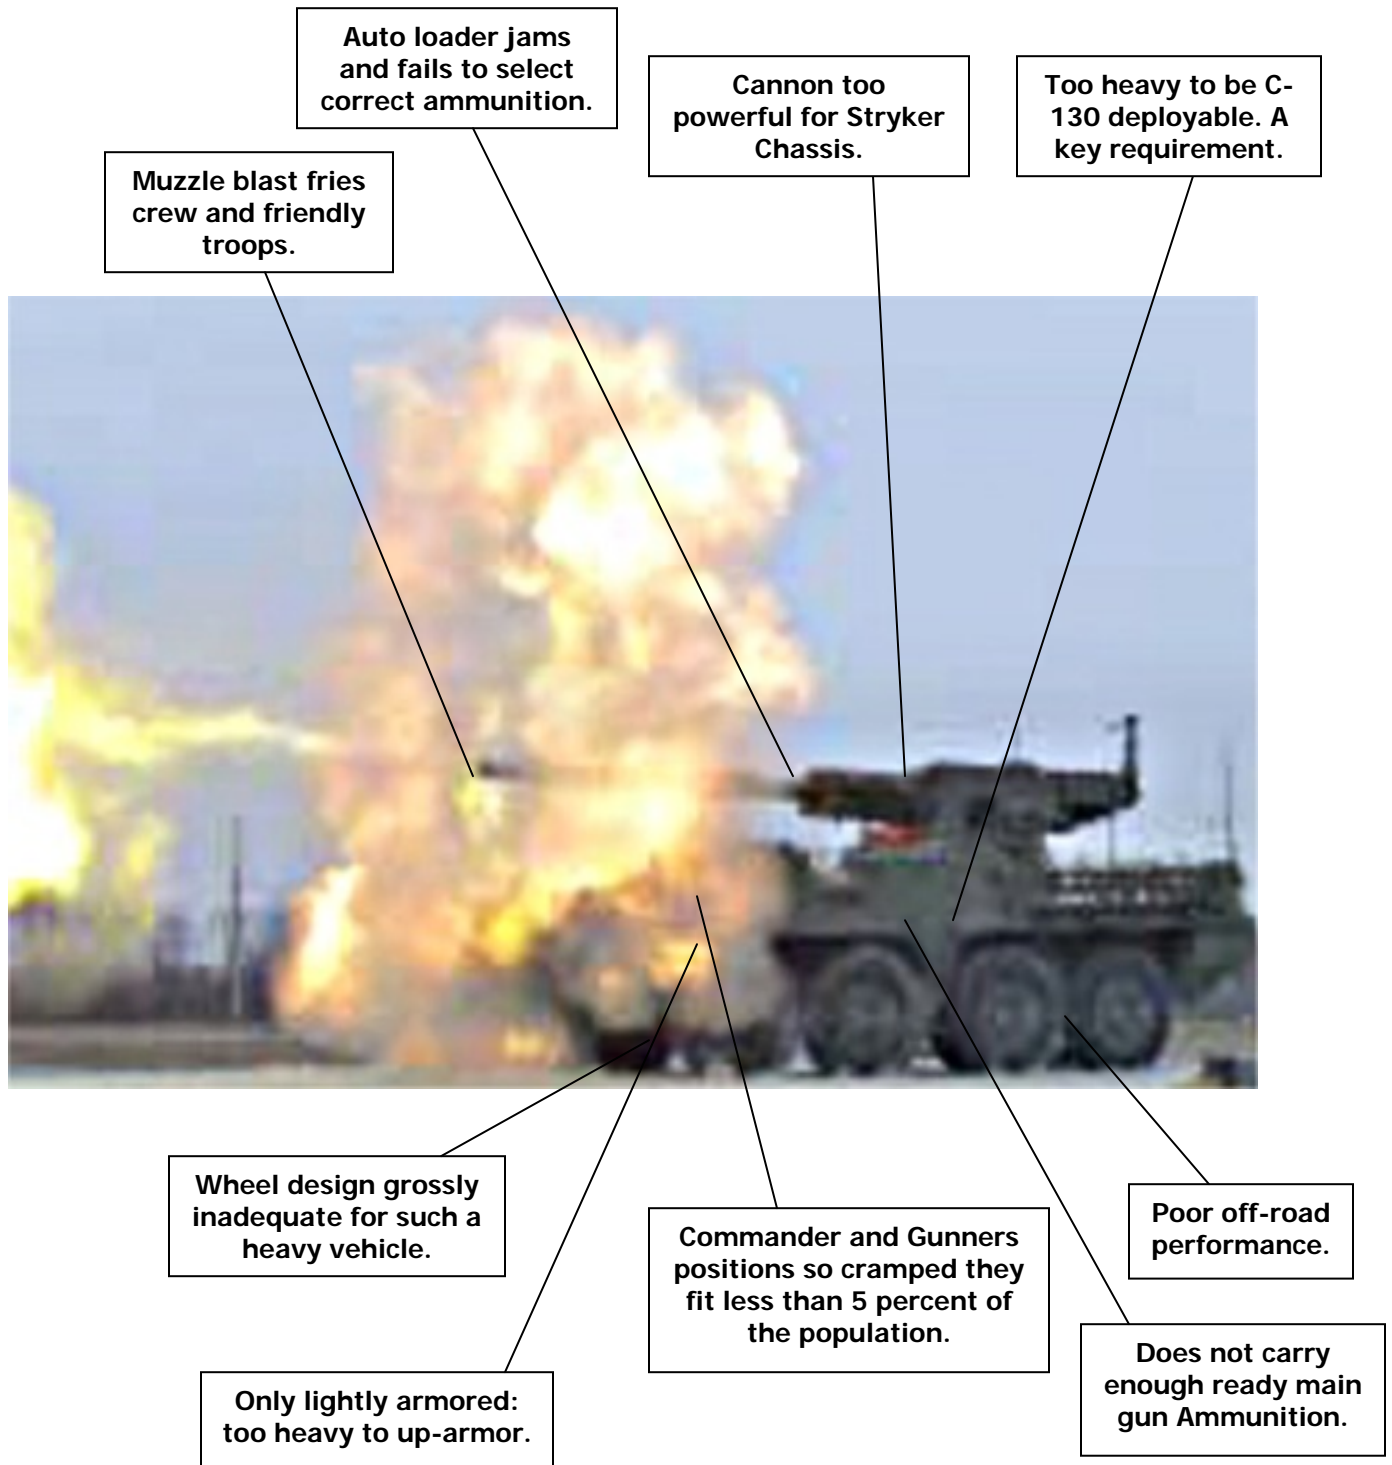 Auto loader jams
and fails to select
correct ammunition.
Cannon too
powerful for Stryker
Chassis.
Too heavy to be C-
130 deployable. A
key requirement.
Muzzle blast fries
crew and friendly
troops.
Wheel design grossly
inadequate for such a
heavy vehicle.
Commander and Gunners
positions so cramped they
fit less than 5 percent of
the population.
Poor off-road
performance.
Does not carry
enough ready main
gun Ammunition.
Only lightly armored:
too heavy to up-armor.